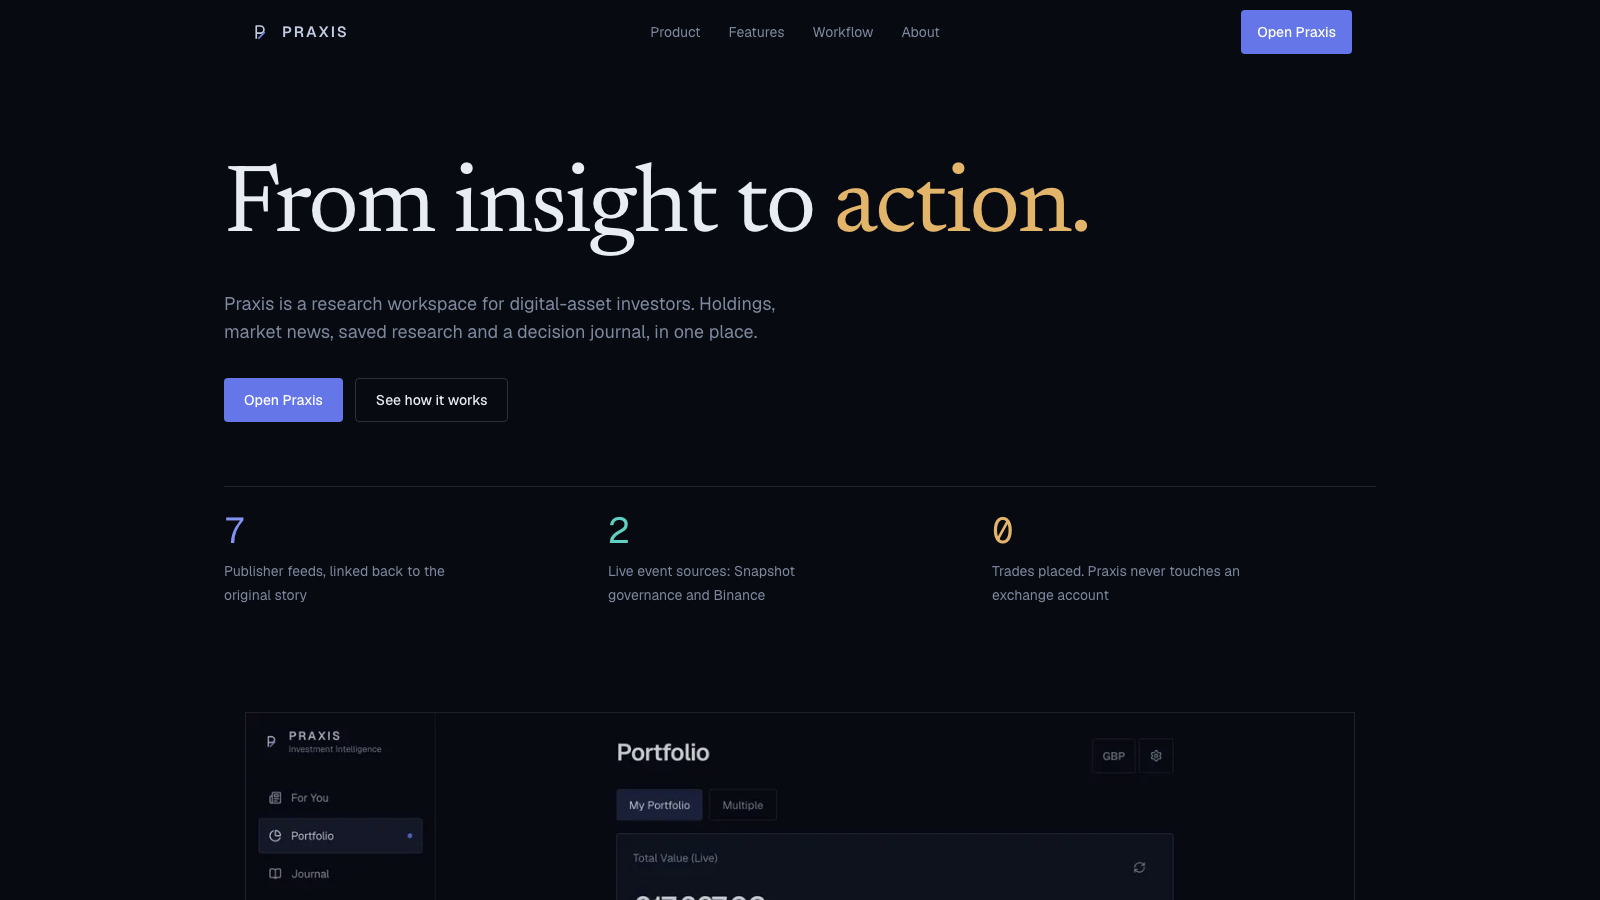 PRAXIS
Product
Features
Workflow
About
Open Praxis
From insight to action.
Praxis is a research workspace for digital-asset investors. Holdings,
market news, saved research and a decision journal, in one place.
Open Praxis
See how it works
7
Publisher feeds, linked back to the
original story
2
Live event sources: Snapshot
governance and Binance
0
Trades placed. Praxis never touches an
exchange account
PRAXIS
Investment Intelligence
For You
Portfolio
Journal
Portfolio
GBP
My Portfolio
Multiple
Total Value (Live)